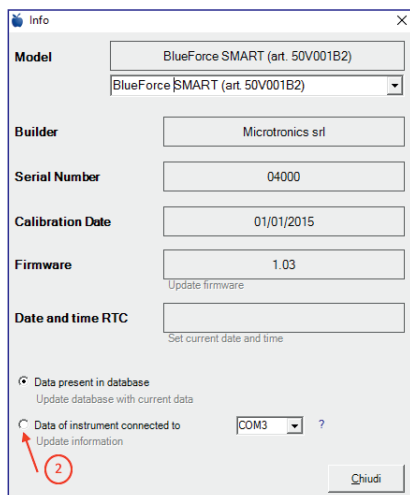 Info
Model
BlueForce SMART (art. 50V001B2)
BlueForce SMART (art. 50V001B2)
Builder
Microtronics srl
Serial Number
04000
Calibration Date
01/01/2015
Firmware
1.03
Update firmware
Date and time RTC
Set current date and time
Data present in database
Update database with current data
Data of instrument connected to
COM3
?
Update information
2
Chiudi